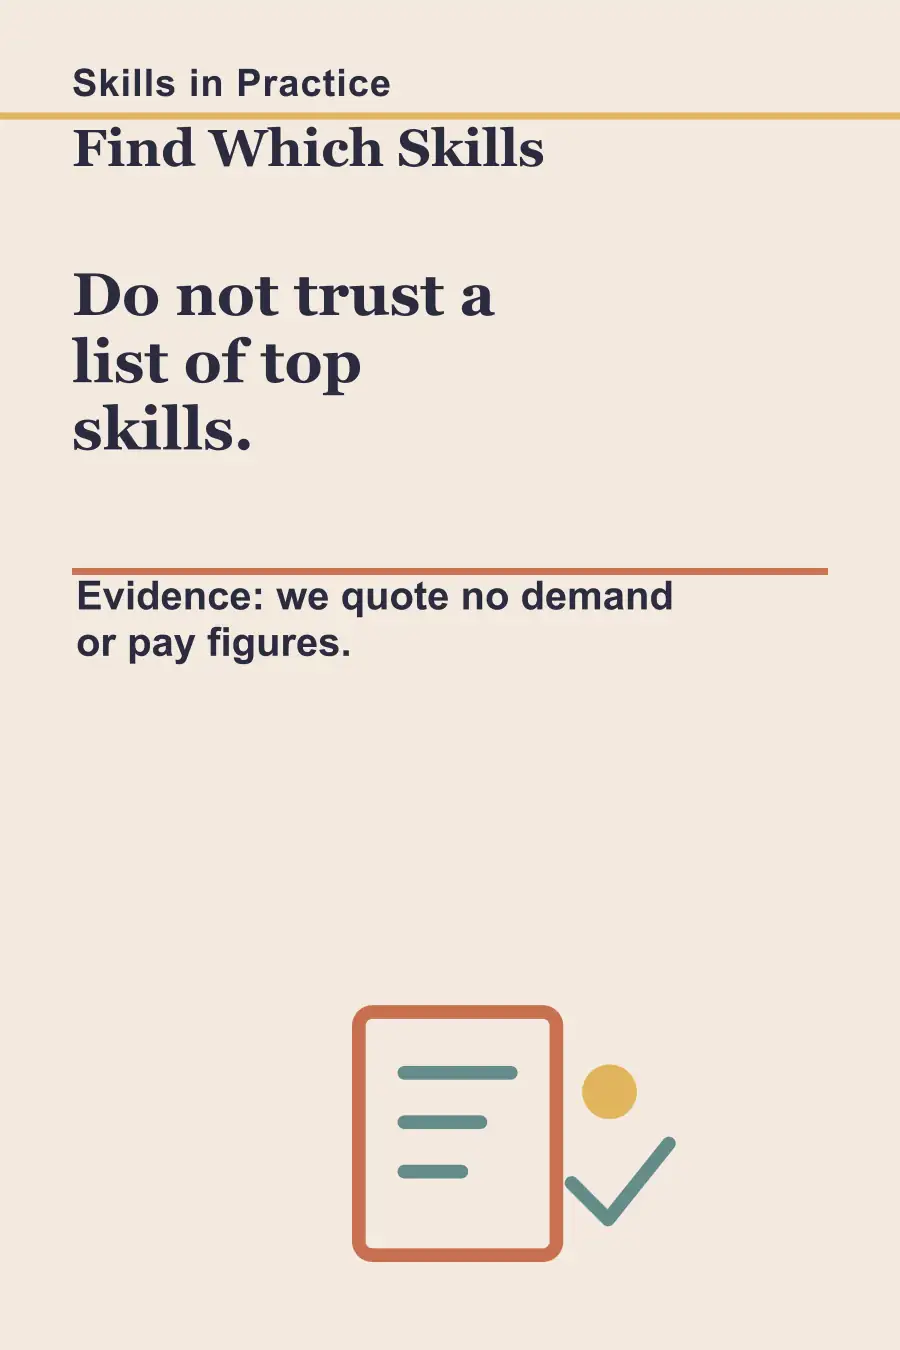 Skills in Practice
Find Which Skills
Do not trust a
list of top
skills.
Evidence: we quote no demand
or pay figures.